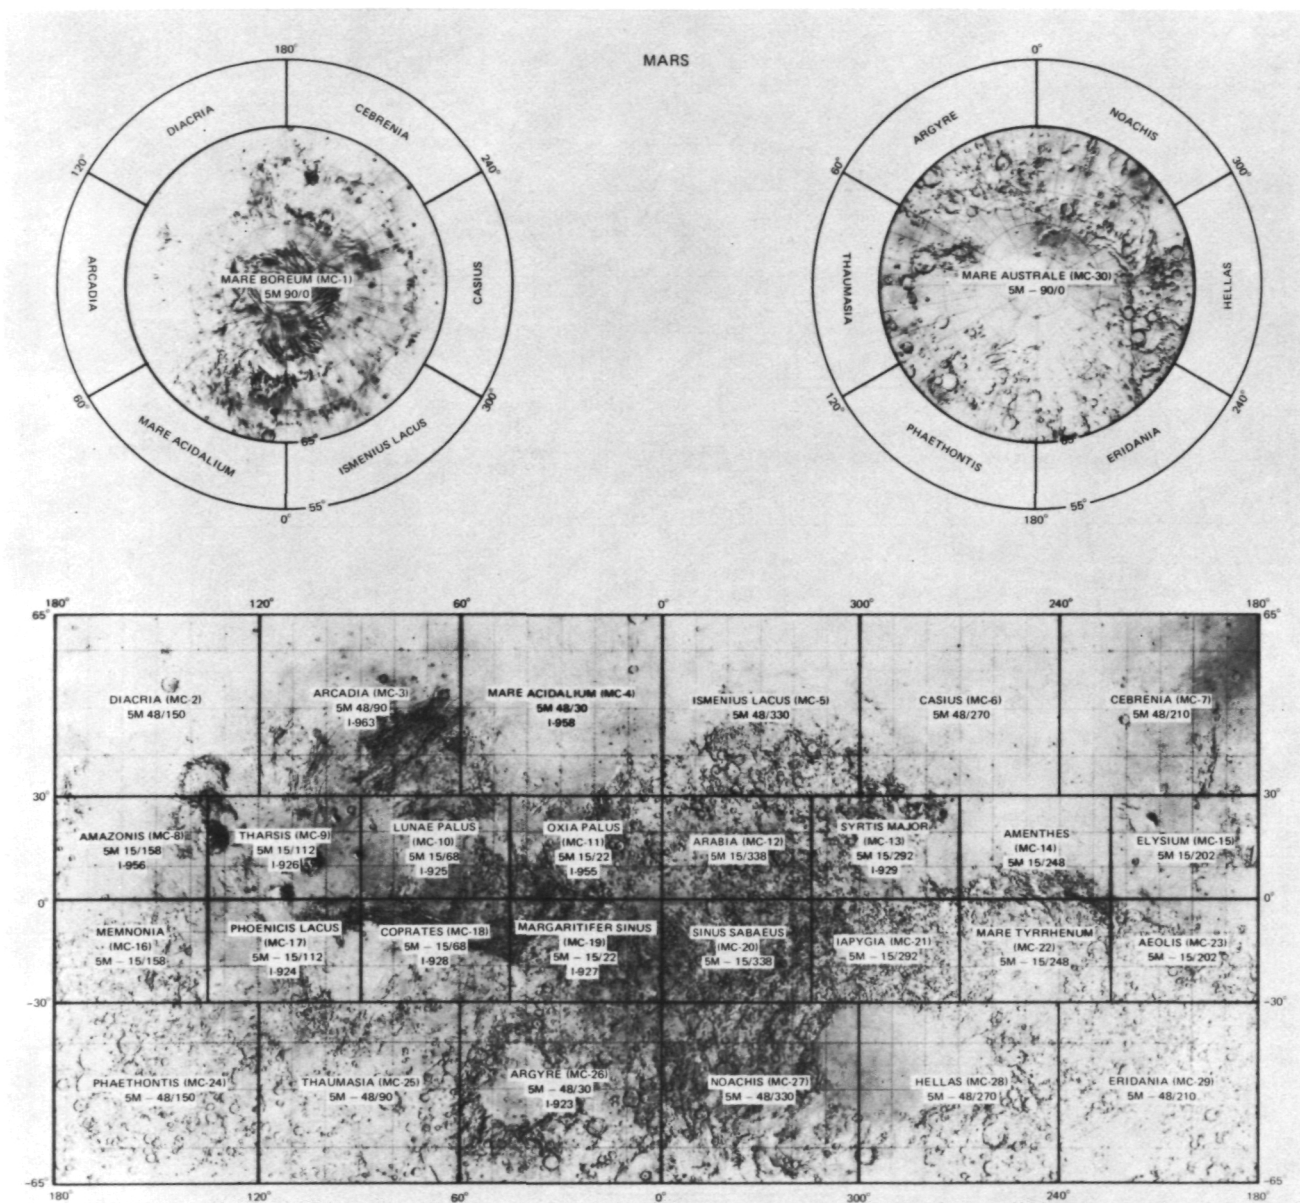 MARS
180°
DIACRIA
CEBRENIA
120°
240°
ARCADIA
CASIUS
MARE BOREUM (MC-1)
5M 90/0
60°
300°
MARE ACIDALIUM
ISMENIUS LACUS
65°
55°
0°
0°
ARGYRE
NOACHIS
60°
300°
THAUMASIA
HELLAS
MARE AUSTRALE (MC-30)
5M – 90/0
120°
240°
PHAETHONTIS
ERIDANIA
65°
55°
180°
180° 120° 60° 0° 300° 240° 180°
65° 65°
DIACRIA (MC-2)
5M 48/150
ARCADIA (MC-3)
5M 48/90
I-963
MARE ACIDALIUM (MC-4)
5M 48/30
I-958
ISMENIUS LACUS (MC-5)
5M 48/330
CASIUS (MC-6)
5M 48/270
CEBRENIA (MC-7)
5M 48/210
30° 30°
AMAZONIS (MC-8)
5M 15/158
I-956
THARSIS (MC-9)
5M 15/112
I-926
LUNAE PALUS
(MC-10)
5M 15/68
I-925
OXIA PALUS
(MC-11)
5M 15/22
I-955
ARABIA (MC-12)
5M 15/338
SYRTIS MAJOR
(MC-13)
5M 15/292
I-929
AMENTHES
(MC-14)
5M 15/248
ELYSIUM (MC-15)
5M 15/202
0° 0°
MEMNONIA
(MC-16)
5M – 15/158
PHOENICIS LACUS
(MC-17)
5M – 15/112
I-924
COPRATES (MC-18)
5M – 15/68
I-928
MARGARITIFER SINUS
(MC-19)
5M – 15/22
I-927
SINUS SABAEUS
(MC-20)
5M – 15/338
IAPYGIA (MC-21)
5M – 15/292
MARE TYRRHENUM
(MC-22)
5M – 15/248
AEOLIS (MC-23)
5M – 15/202
–30° –30°
PHAETHONTIS (MC-24)
5M – 48/150
THAUMASIA (MC-25)
5M – 48/90
ARGYRE (MC-26)
5M – 48/30
I-923
NOACHIS (MC-27)
5M – 48/330
HELLAS (MC-28)
5M – 48/270
ERIDANIA (MC-29)
5M – 48/210
–65° –65°
180° 120° 60° 0° 300° 240° 180°